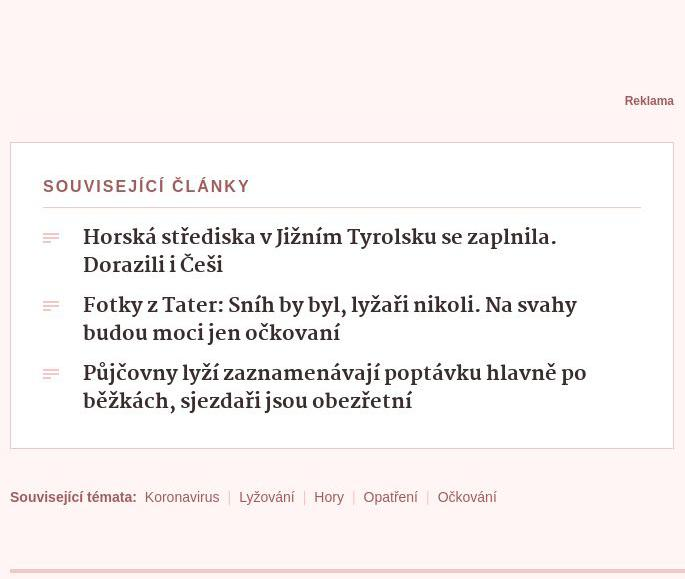 Reklama
SOUVISEJÍCÍ ČLÁNKY
Horská střediska v Jižním Tyrolsku se zaplnila.
Dorazili i Češi
Fotky z Tater: Sníh by byl, lyžaři nikoli. Na svahy
budou moci jen očkovaní
Půjčovny lyží zaznamenávají poptávku hlavně po
běžkách, sjezdaři jsou obezřetní
Související témata: Koronavirus | Lyžování | Hory | Opatření | Očkování